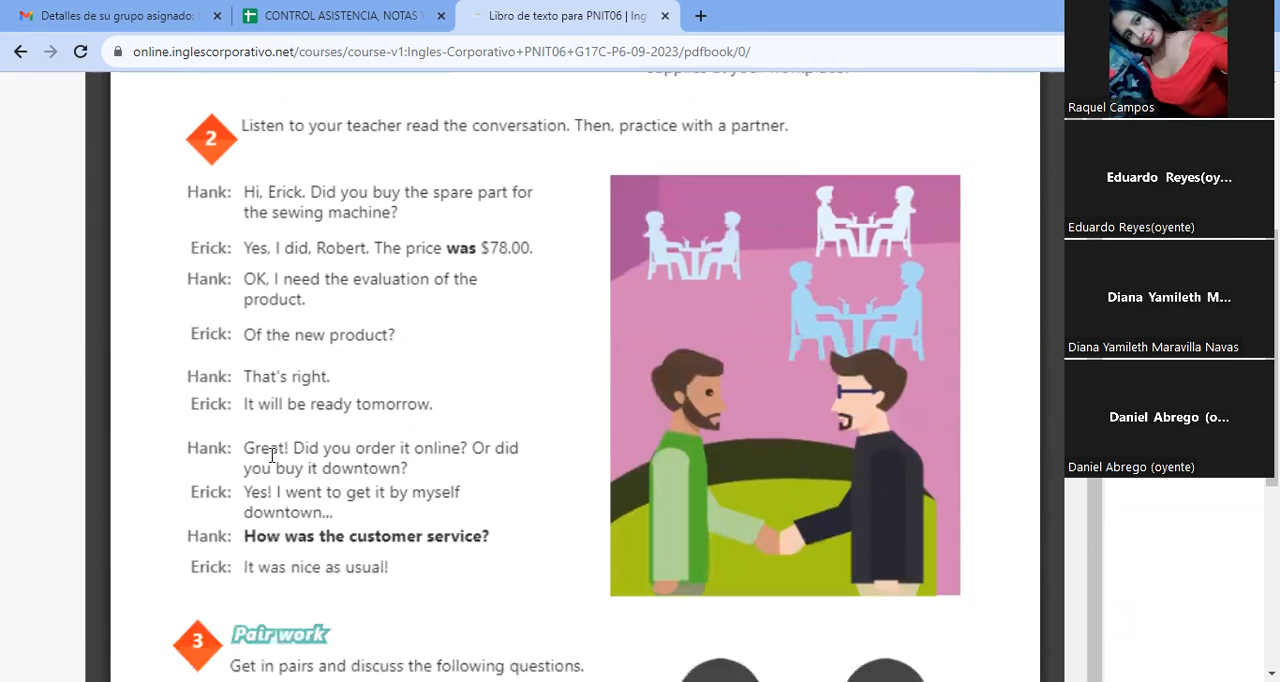 Detalles de su grupo asignado:
CONTROL ASISTENCIA, NOTAS Y
Libro de texto para PNIT06 | Ing
online.inglescorporativo.net/courses/course-v1:Ingles-Corporativo+PNIT06+G17C-P6-09-2023/pdfbook/0/
2
Listen to your teacher read the conversation. Then, practice with a partner.
Hank: Hi, Erick. Did you buy the spare part for
the sewing machine?
Erick: Yes, I did, Robert. The price was $78.00.
Hank: OK, I need the evaluation of the
product.
Erick: Of the new product?
Hank: That's right.
Erick: It will be ready tomorrow.
Hank: Great! Did you order it online? Or did
you buy it downtown?
Erick: Yes! I went to get it by myself
downtown...
Hank: How was the customer service?
Erick: It was nice as usual!
3
Pair work
Get in pairs and discuss the following questions.
Raquel Campos
Eduardo Reyes(oy...
Eduardo Reyes(oyente)
Diana Yamileth M...
Diana Yamileth Maravilla Navas
Daniel Abrego (o...
Daniel Abrego (oyente)